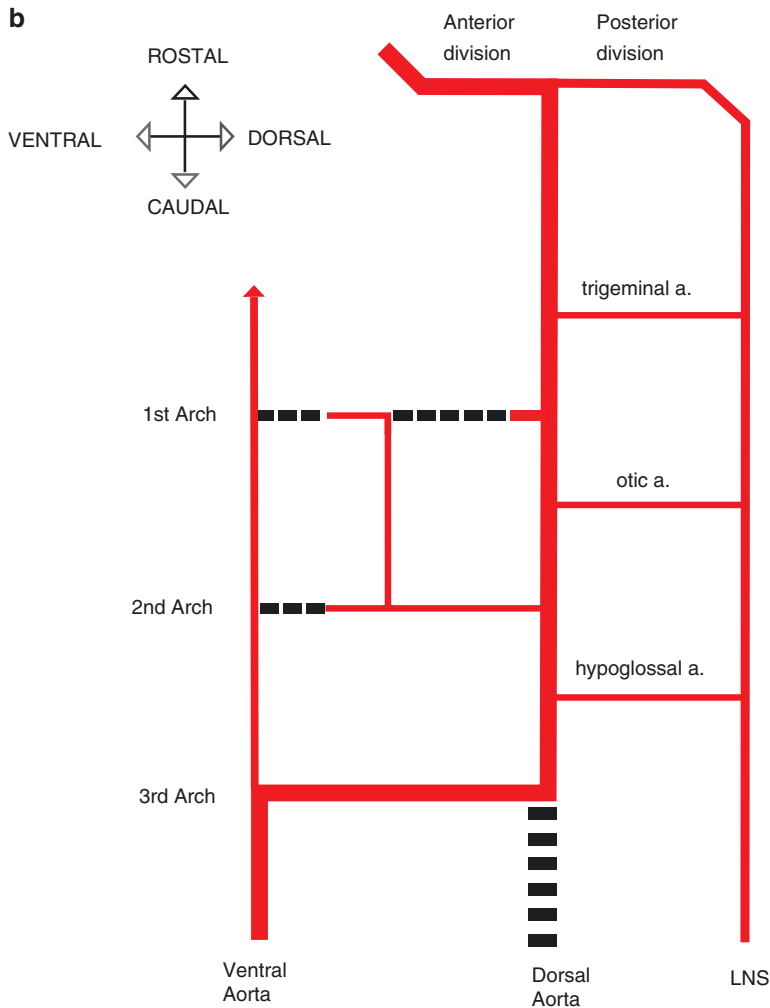 b
ROSTAL
VENTRAL
DORSAL
CAUDAL
Anterior
division
Posterior
division
trigeminal a.
1st Arch
otic a.
2nd Arch
hypoglossal a.
3rd Arch
Ventral
Aorta
Dorsal
Aorta
LNS